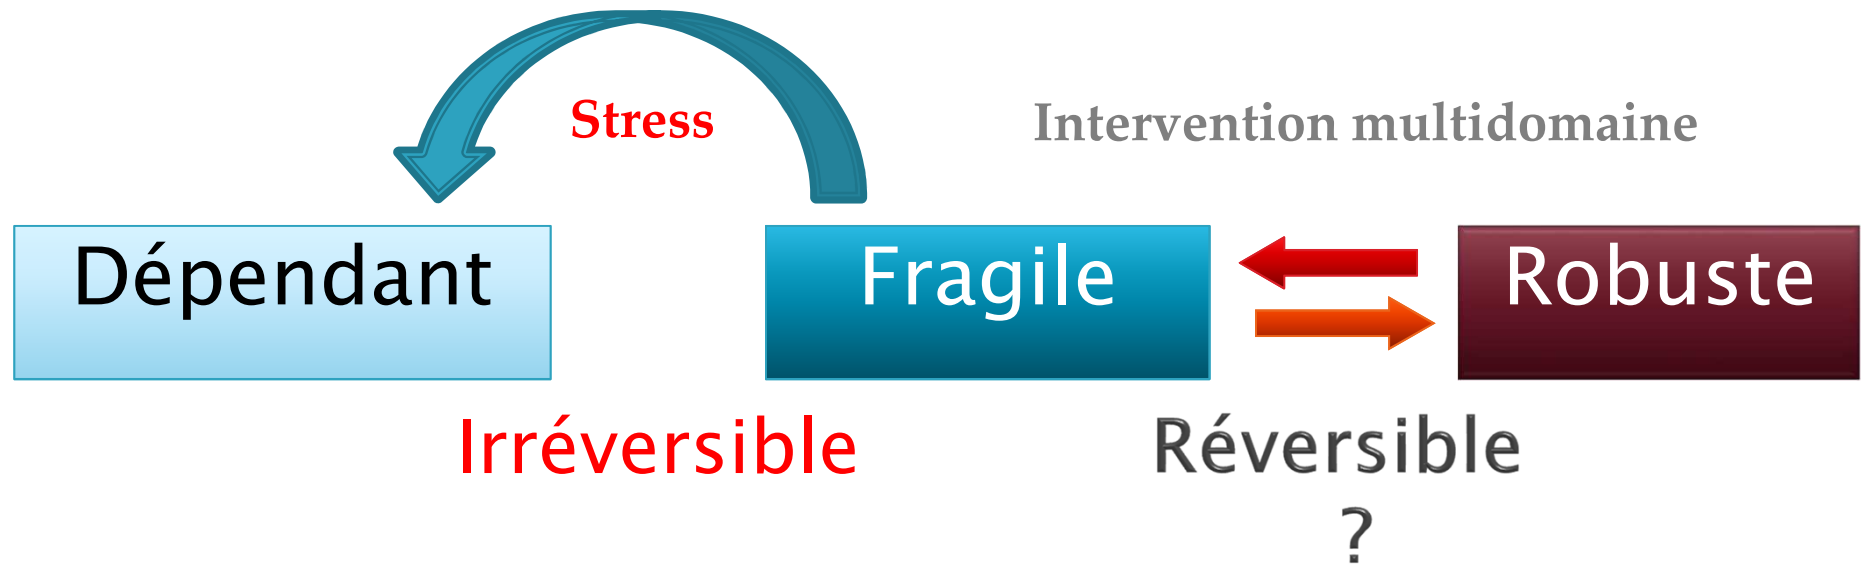 Stress
Intervention multidomaine
Dépendant
Fragile
Robuste
Irréversible
Réversible
?